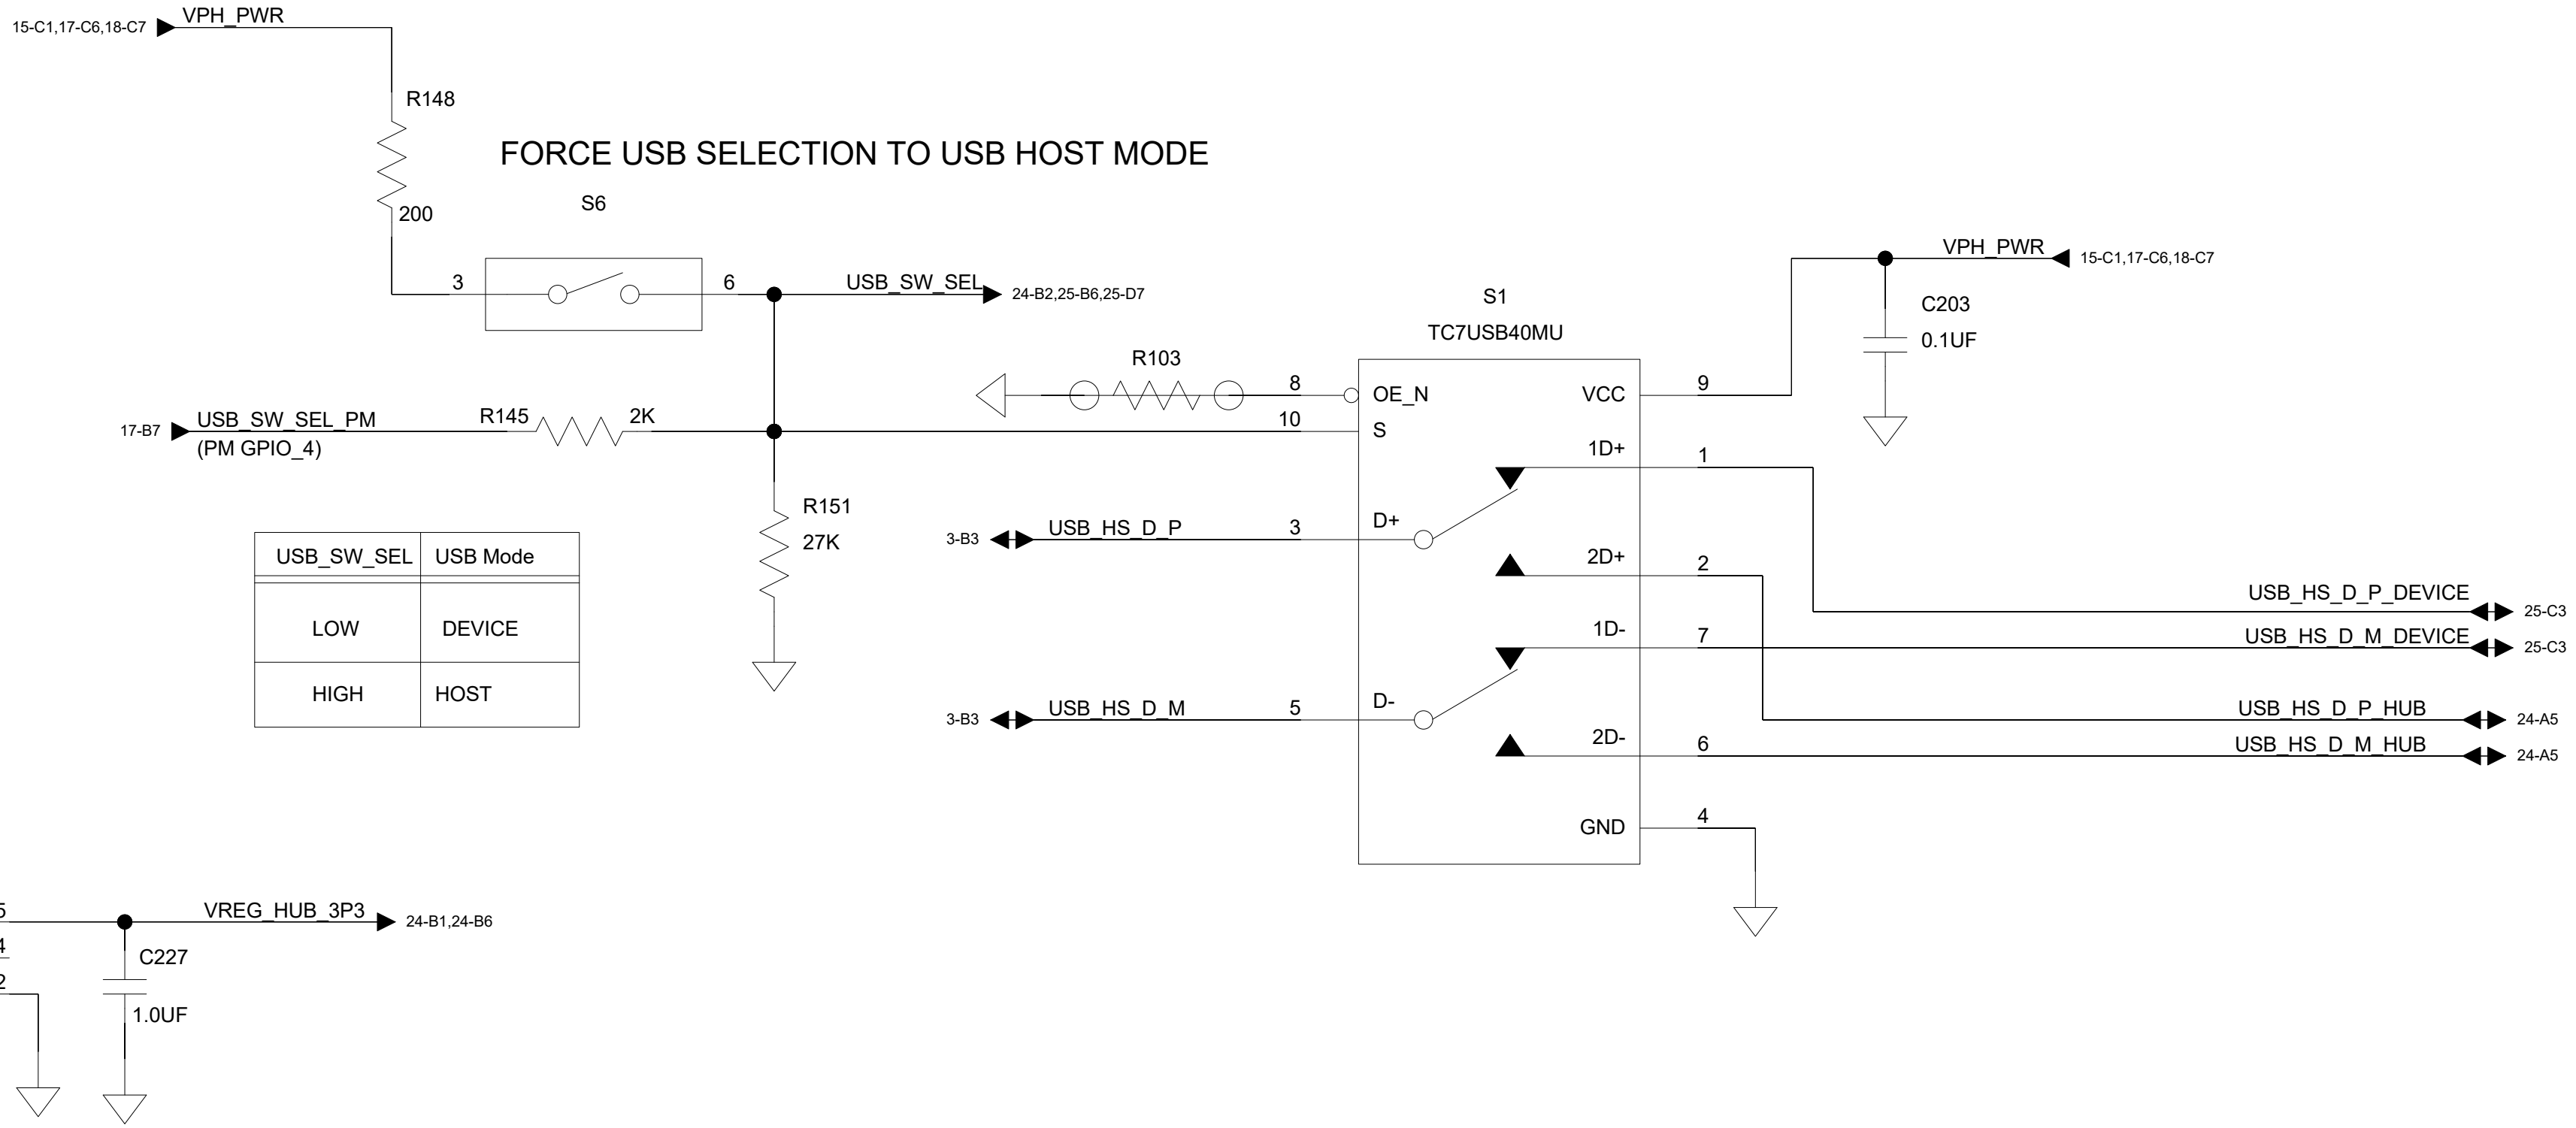 15-C1,17-C6,18-C7
VPH_PWR
R148
200
FORCE USB SELECTION TO USB HOST MODE
S6
3
6
USB_SW_SEL
24-B2,25-B6,25-D7
17-B7
USB_SW_SEL_PM
(PM GPIO_4)
R145
2K
R151
27K
USB_SW_SEL
USB Mode
LOW
DEVICE
HIGH
HOST
R103
S1
TC7USB40MU
8
OE_N
10
S
3-B3
USB_HS_D_P
3
D+
3-B3
USB_HS_D_M
5
D-
VCC
9
1D+
1
2D+
2
1D-
7
2D-
6
GND
4
VPH_PWR
15-C1,17-C6,18-C7
C203
0.1UF
USB_HS_D_P_DEVICE
25-C3
USB_HS_D_M_DEVICE
25-C3
USB_HS_D_P_HUB
24-A5
USB_HS_D_M_HUB
24-A5
5
4
2
VREG_HUB_3P3
24-B1,24-B6
C227
1.0UF